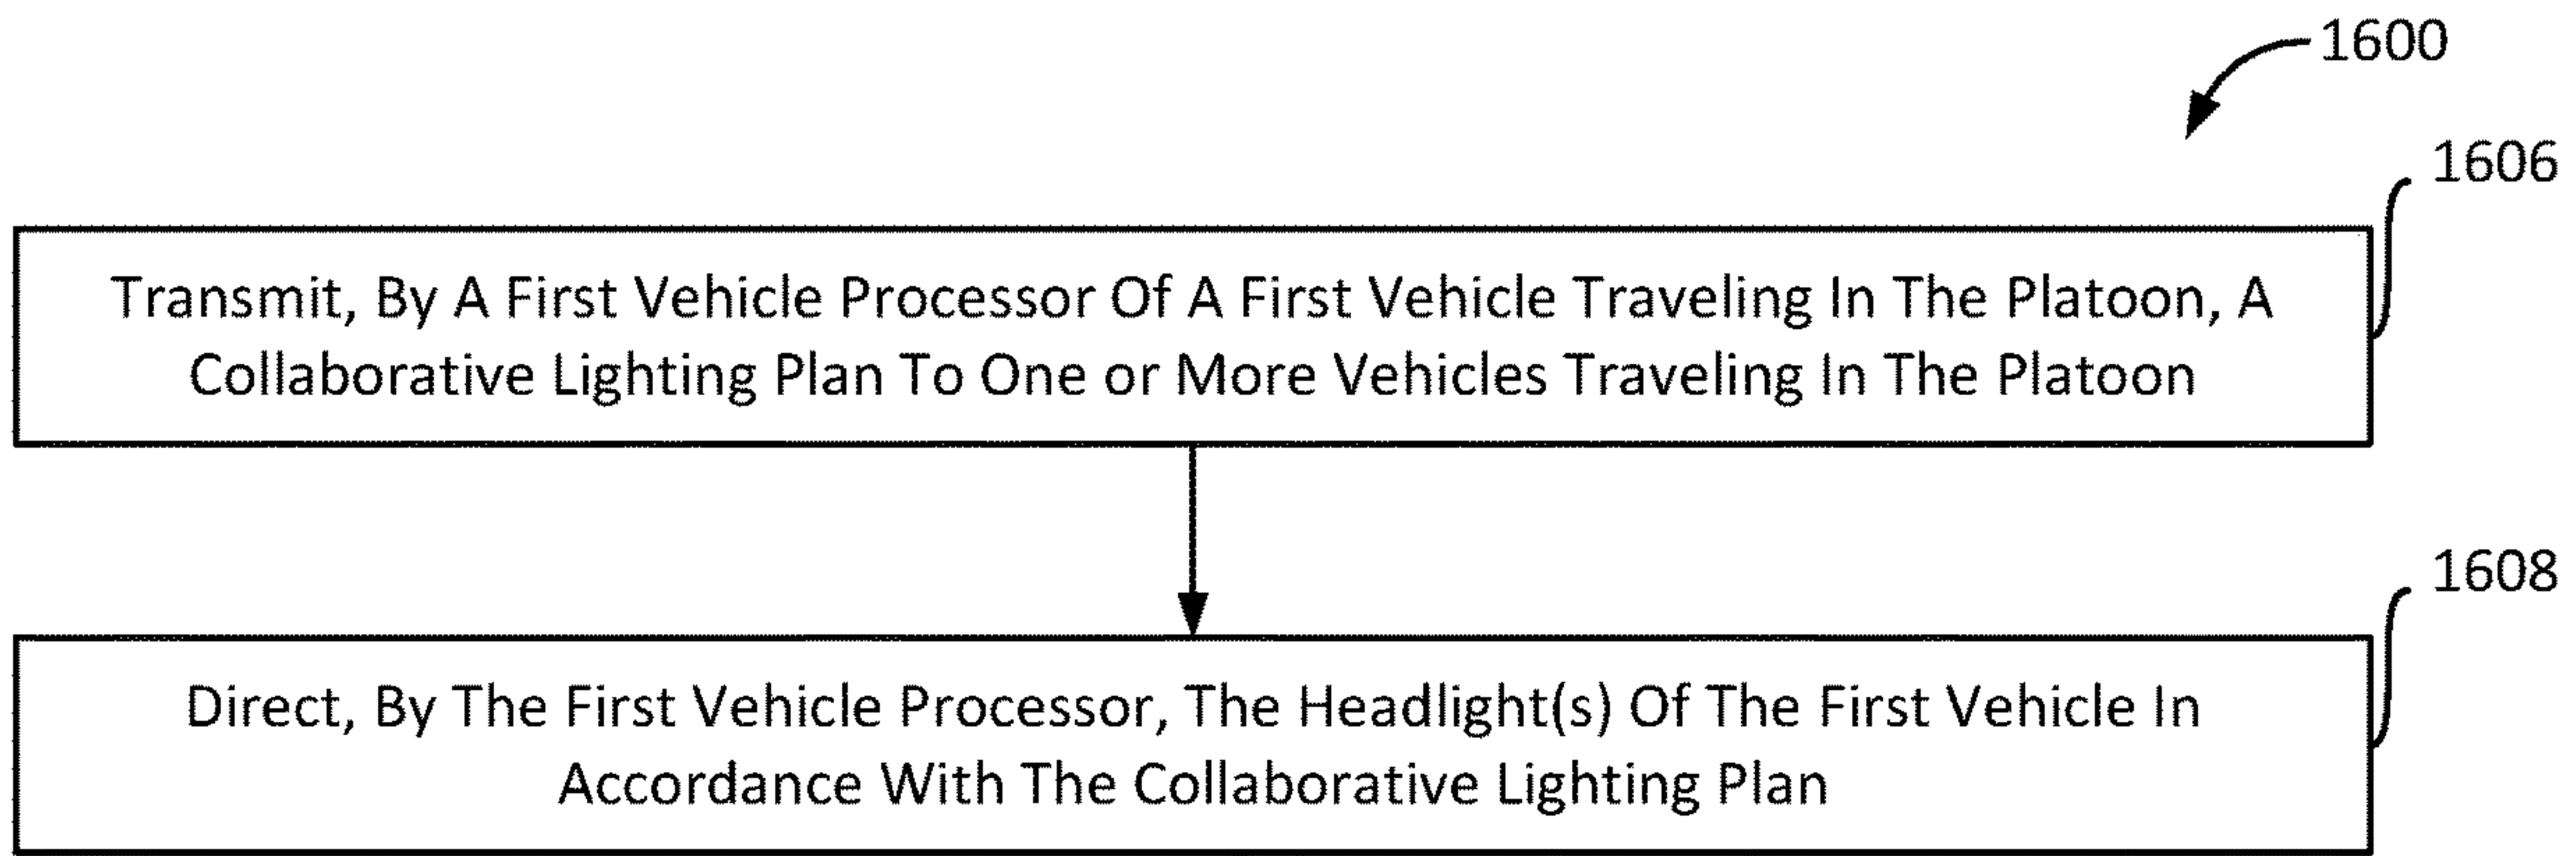 1600
1606
Transmit, By A First Vehicle Processor Of A First Vehicle Traveling In The Platoon, A
Collaborative Lighting Plan To One or More Vehicles Traveling In The Platoon
1608
Direct, By The First Vehicle Processor, The Headlight(s) Of The First Vehicle In
Accordance With The Collaborative Lighting Plan